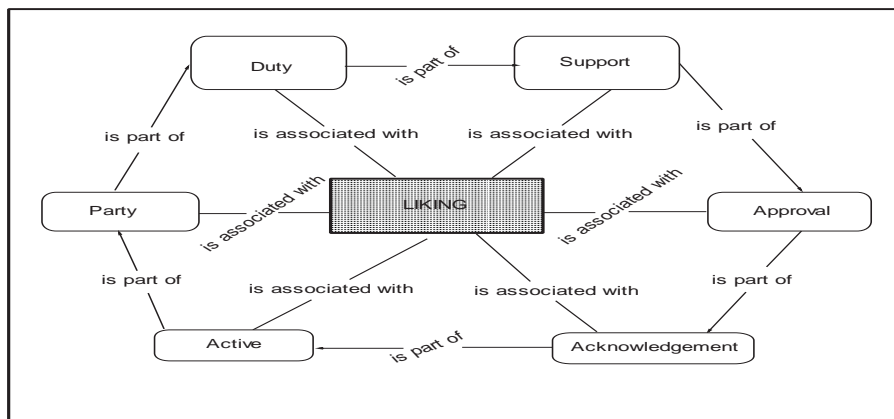 Duty
is part of
Support
is part of
is associated with
is associated with
is part of
Party
is associated with
LIKING
is associated with
Approval
is part of
is associated with
is associated with
is part of
Active
is part of
Acknowledgement